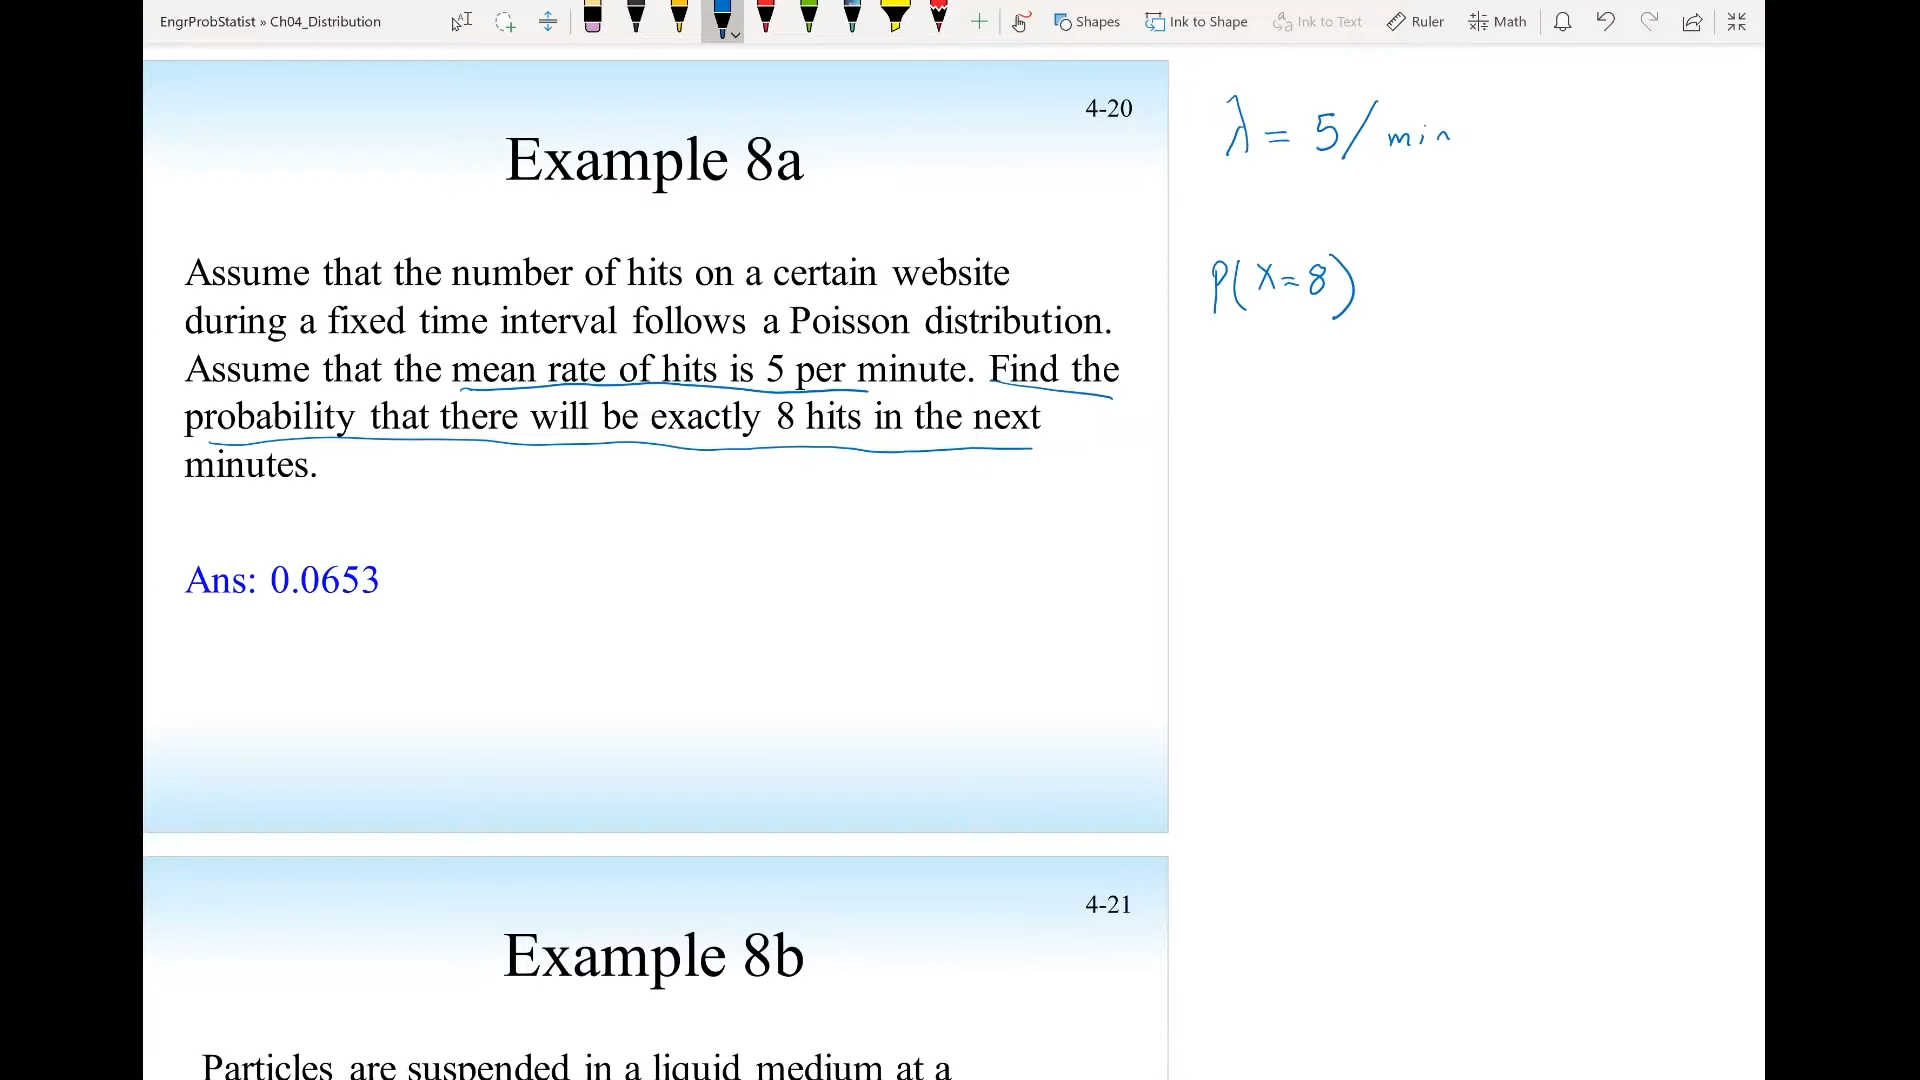 EngrProbStatist » Ch04_Distribution Shapes Ink to Shape Ink to Text Ruler Math
4-20
Example 8a
Assume that the number of hits on a certain website
during a fixed time interval follows a Poisson distribution.
Assume that the mean rate of hits is 5 per minute. Find the
probability that there will be exactly 8 hits in the next
minutes.
Ans: 0.0653
λ = 5/min
P(X=8)
4-21
Example 8b
Particles are suspended in a liquid medium at a